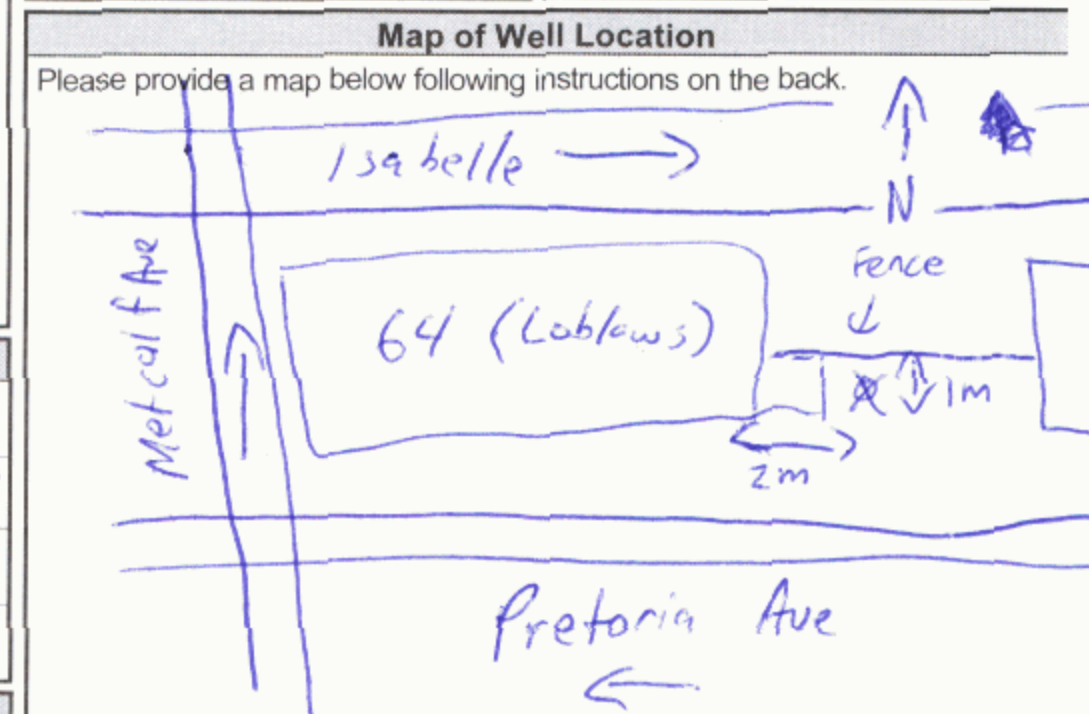 Map of Well Location
Please provide a map below following instructions on the back.
Isabelle
N
Fence
Metcalf Ave
64 (Loblaws)
1m
2m
Pretoria Ave